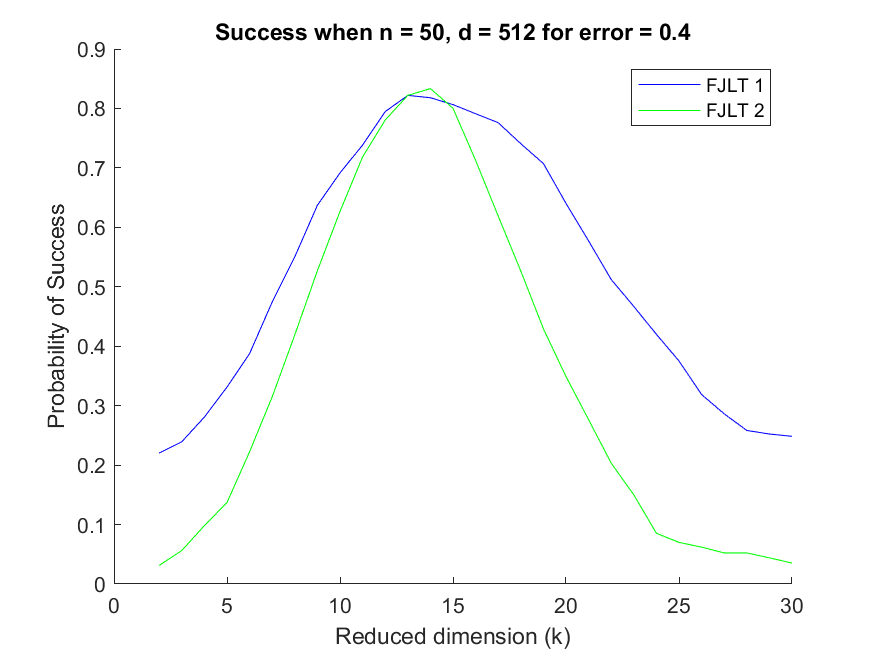 Success when n = 50, d = 512 for error = 0.4
FJLT 1
FJLT 2
Probability of Success
0.9
0.8
0.7
0.6
0.5
0.4
0.3
0.2
0.1
0
0 5 10 15 20 25 30
Reduced dimension (k)